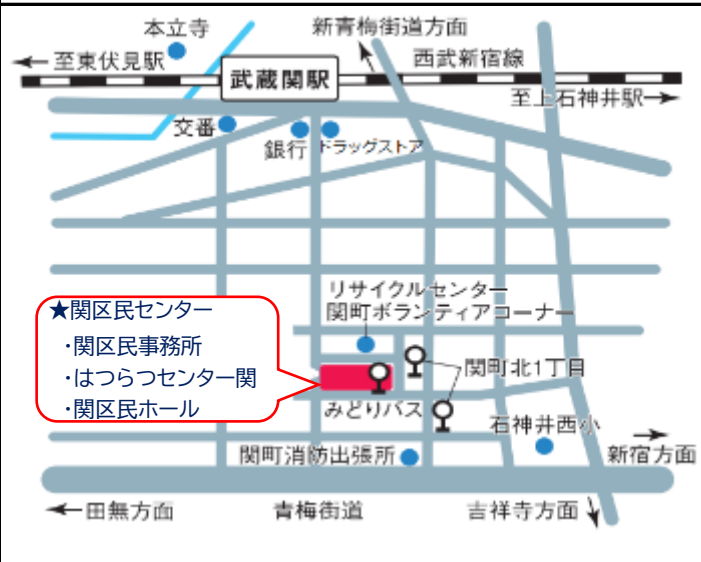 本立寺
新青梅街道方面
←至東伏見駅
西武新宿線
武蔵関駅
至上石神井駅→
交番
銀行
ドラッグストア
リサイクルセンター
関町ボランティアコーナー
★関区民センター
・関区民事務所
・はつらつセンター関
・関区民ホール
関町北1丁目
みどりバス
石神井西小
関町消防出張所
→
新宿方面
←田無方面
青梅街道
吉祥寺方面